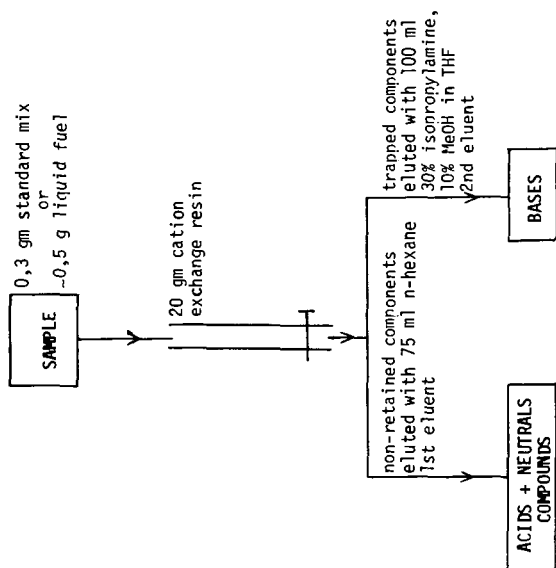 SAMPLE
0,3 gm standard mix
or
~0,5 g liquid fuel
20 gm cation
exchange resin
non-retained components
eluted with 75 ml n-hexane
1st eluent
trapped components
eluted with 100 ml
30% isopropylamine,
10% MeOH in THF
2nd eluent
ACIDS + NEUTRALS
COMPOUNDS
BASES